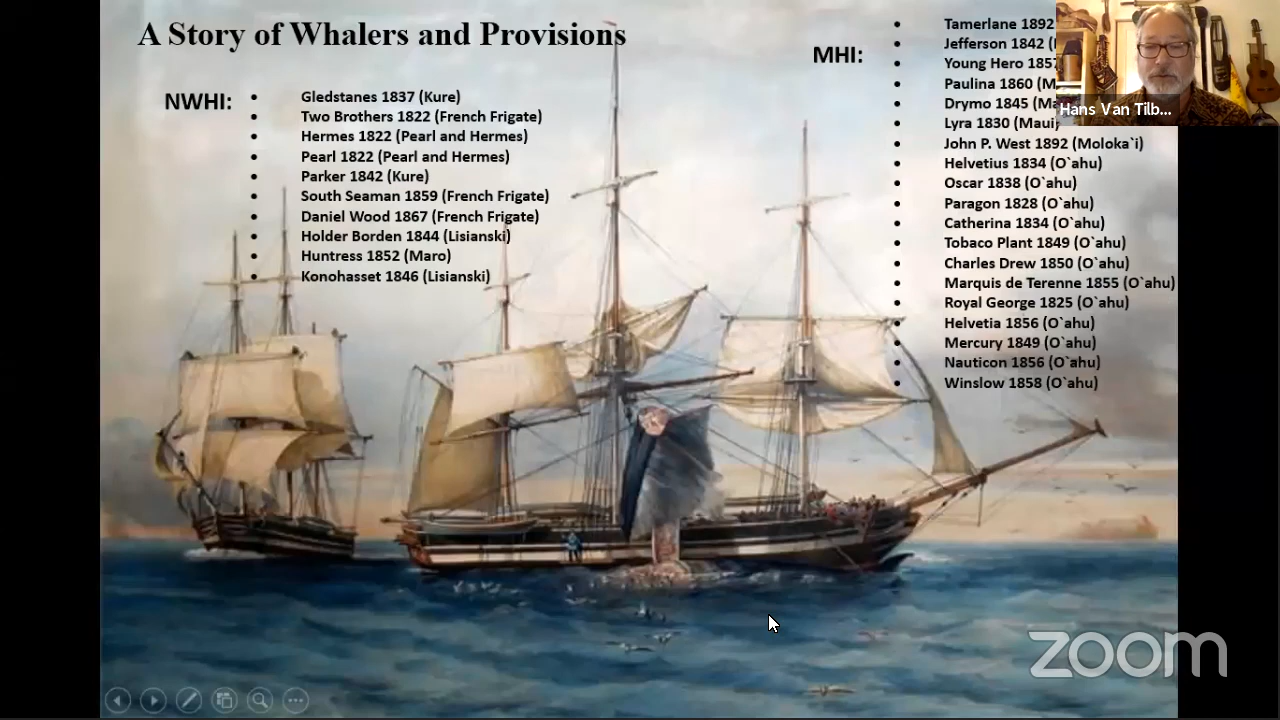 A Story of Whalers and Provisions
NWHI:
• Gledstanes 1837 (Kure)
• Two Brothers 1822 (French Frigate)
• Hermes 1822 (Pearl and Hermes)
• Pearl 1822 (Pearl and Hermes)
• Parker 1842 (Kure)
• South Seaman 1859 (French Frigate)
• Daniel Wood 1867 (French Frigate)
• Holder Borden 1844 (Lisianski)
• Huntress 1852 (Maro)
• Konohasset 1846 (Lisianski)
MHI:
• Tamerlane 1892
• Jefferson 1842 (
• Young Hero 1857
• Paulina 1860 (M
• Drymo 1845 (Ma
• Lyra 1830 (Maui)
• John P. West 1892 (Moloka`i)
• Helvetius 1834 (O`ahu)
• Oscar 1838 (O`ahu)
• Paragon 1828 (O`ahu)
• Catherina 1834 (O`ahu)
• Tobaco Plant 1849 (O`ahu)
• Charles Drew 1850 (O`ahu)
• Marquis de Terenne 1855 (O`ahu)
• Royal George 1825 (O`ahu)
• Helvetia 1856 (O`ahu)
• Mercury 1849 (O`ahu)
• Nauticon 1856 (O`ahu)
• Winslow 1858 (O`ahu)
Hans Van Tilb...
zoom